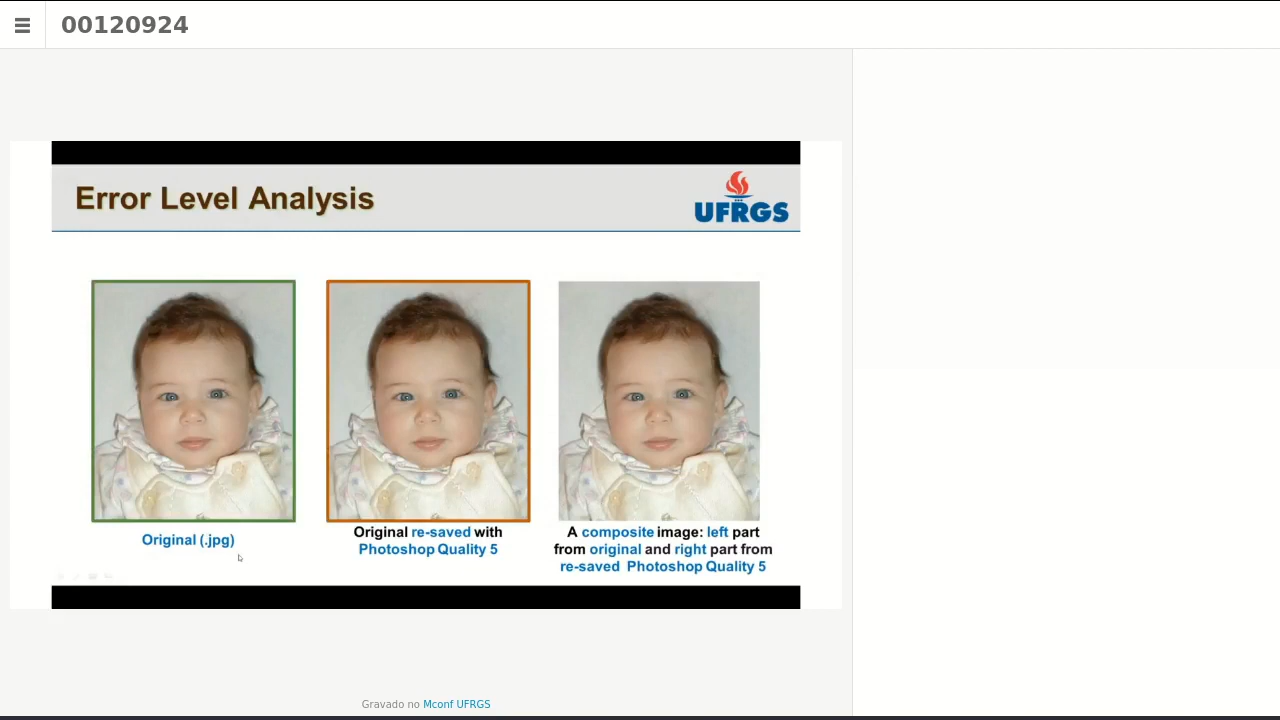 00120924
Error Level Analysis
UFRGS
Original (.jpg)
Original re-saved with
Photoshop Quality 5
A composite image: left part
from original and right part from
re-saved Photoshop Quality 5
Gravado no Mconf UFRGS